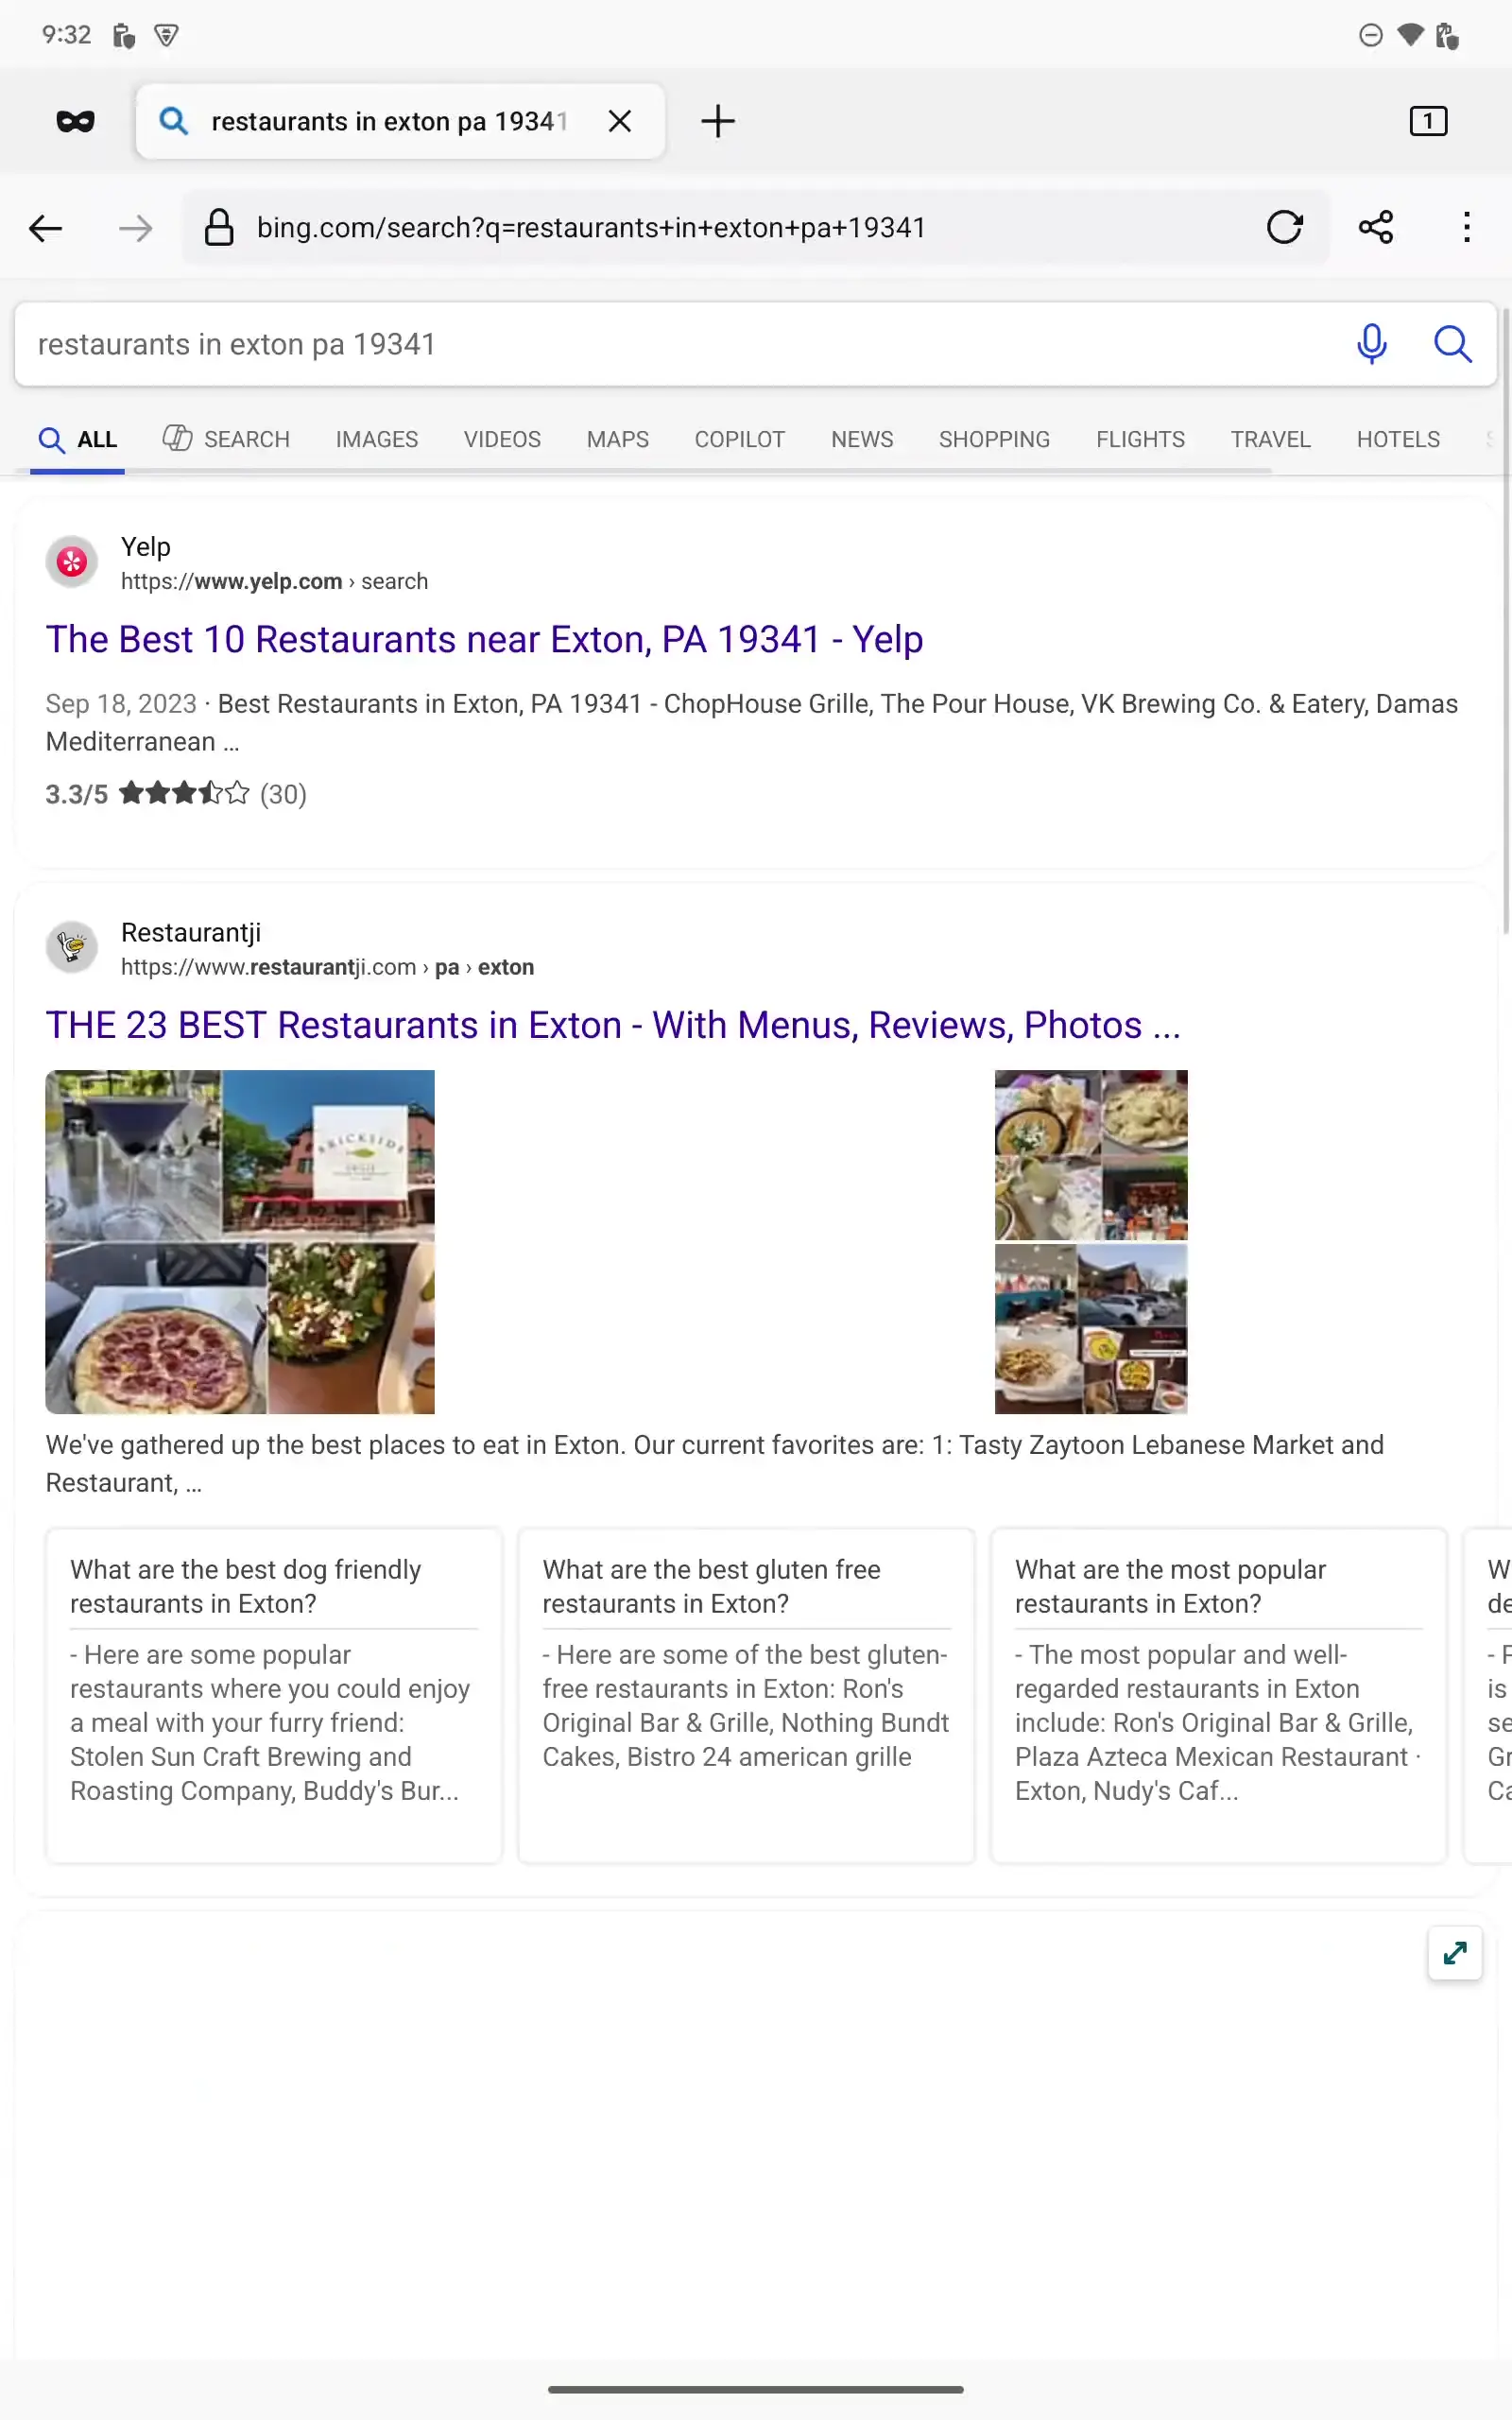 9:32
restaurants in exton pa 19341
1
bing.com/search?q=restaurants+in+exton+pa+19341
restaurants in exton pa 19341
ALL SEARCH IMAGES VIDEOS MAPS COPILOT NEWS SHOPPING FLIGHTS TRAVEL HOTELS
Yelp
https://www.yelp.com › search
The Best 10 Restaurants near Exton, PA 19341 - Yelp
Sep 18, 2023 · Best Restaurants in Exton, PA 19341 - ChopHouse Grille, The Pour House, VK Brewing Co. & Eatery, Damas
Mediterranean ...
3.3/5 (30)
Restaurantji
https://www.restaurantji.com › pa › exton
THE 23 BEST Restaurants in Exton - With Menus, Reviews, Photos ...
BRICKSIDE
GRILLE
We've gathered up the best places to eat in Exton. Our current favorites are: 1: Tasty Zaytoon Lebanese Market and
Restaurant, ...
What are the best dog friendly
restaurants in Exton?
- Here are some popular
restaurants where you could enjoy
a meal with your furry friend:
Stolen Sun Craft Brewing and
Roasting Company, Buddy's Bur...
What are the best gluten free
restaurants in Exton?
- Here are some of the best gluten-
free restaurants in Exton: Ron's
Original Bar & Grille, Nothing Bundt
Cakes, Bistro 24 american grille
What are the most popular
restaurants in Exton?
- The most popular and well-
regarded restaurants in Exton
include: Ron's Original Bar & Grille,
Plaza Azteca Mexican Restaurant ·
Exton, Nudy's Caf...